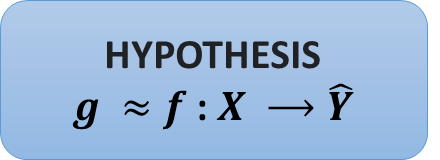 HYPOTHESIS
g ≈ f : X ⟶ Ŷ